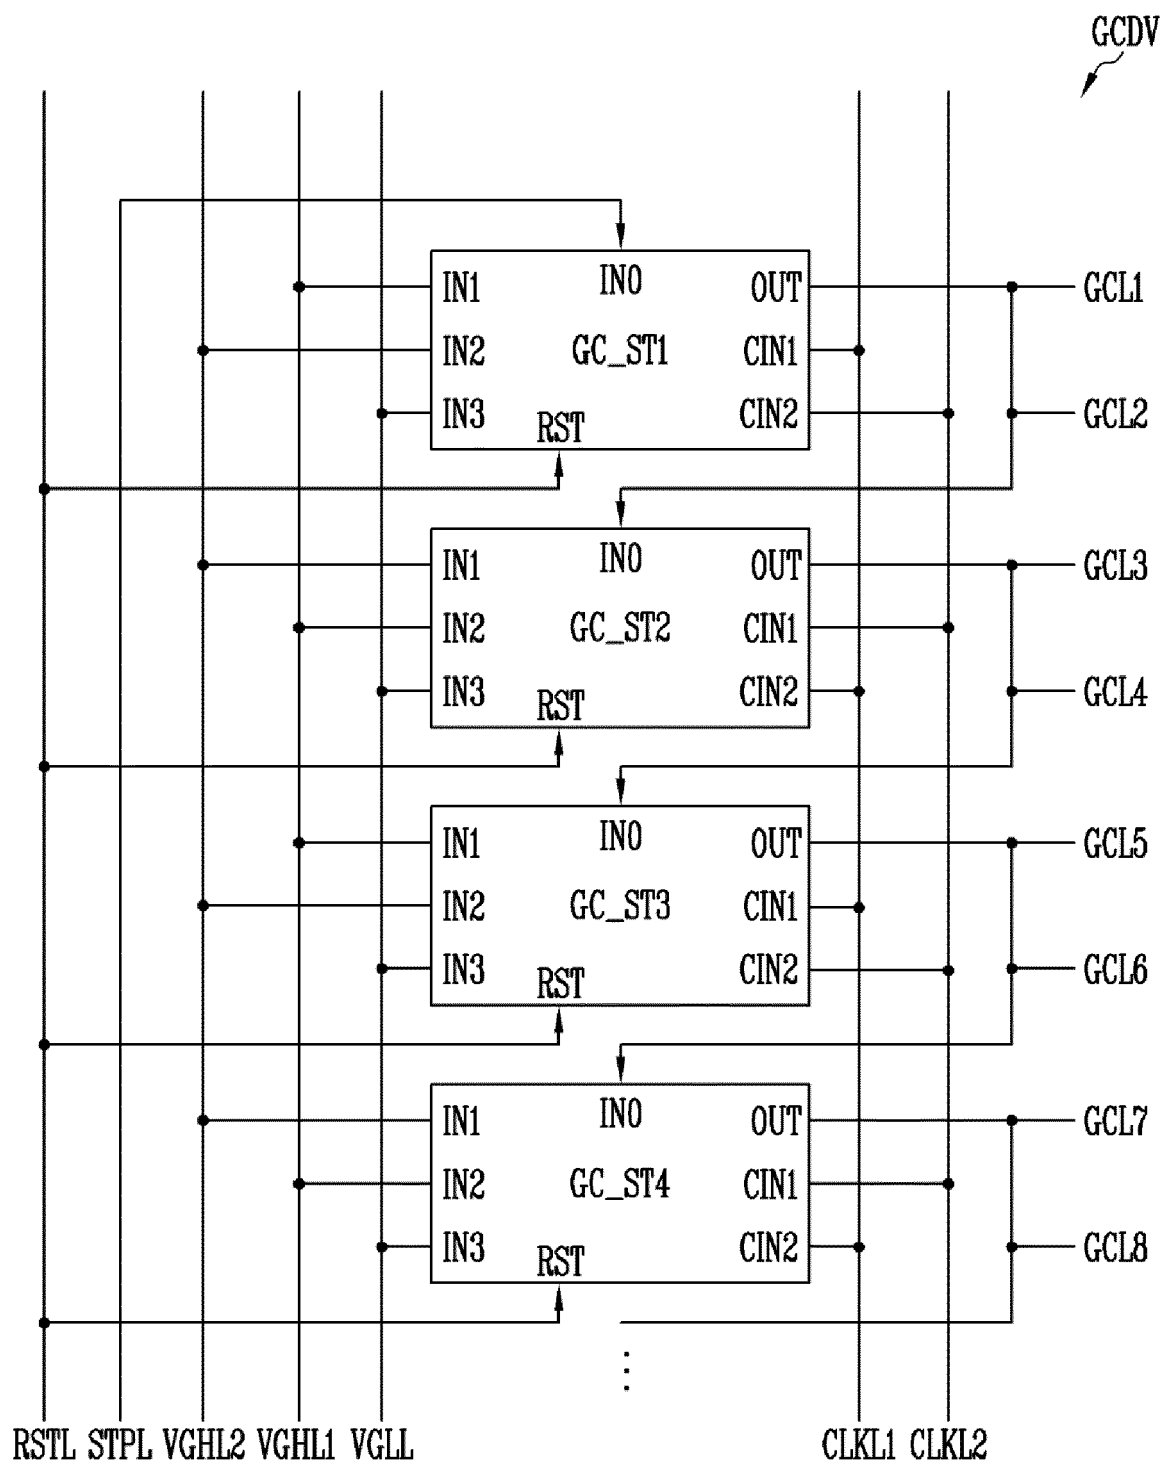 GCDV
IN0
IN1 OUT GCL1
IN2 GC_ST1 CIN1
IN3 CIN2 GCL2
RST
IN0
IN1 OUT GCL3
IN2 GC_ST2 CIN1
IN3 CIN2 GCL4
RST
IN0
IN1 OUT GCL5
IN2 GC_ST3 CIN1
IN3 CIN2 GCL6
RST
IN0
IN1 OUT GCL7
IN2 GC_ST4 CIN1
IN3 CIN2 GCL8
RST
⋮
RSTL STPL VGHL2 VGHL1 VGLL CLKL1 CLKL2